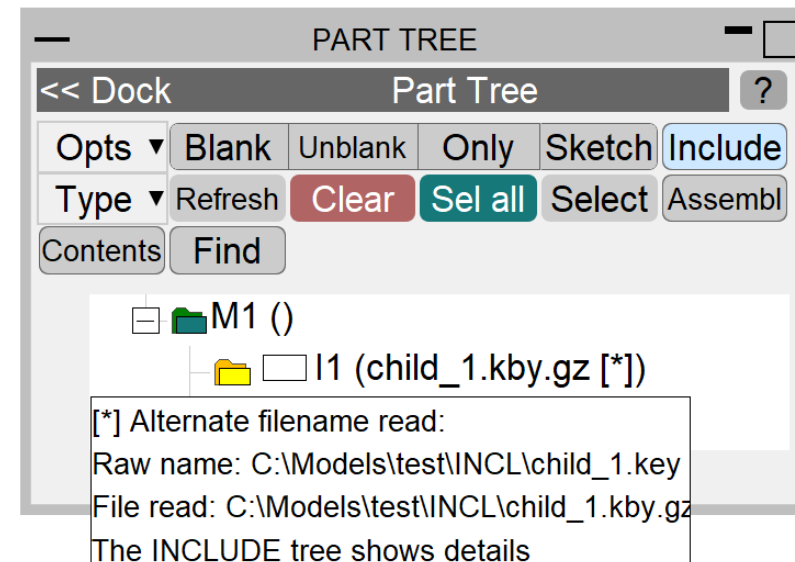 PART TREE
<< Dock Part Tree ?
Opts Blank Unblank Only Sketch Include
Type Refresh Clear Sel all Select Assembl
Contents Find
M1 ()
I1 (child_1.kby.gz [*])
[*] Alternate filename read:
Raw name: C:\Models\test\INCL\child_1.key
File read: C:\Models\test\INCL\child_1.kby.gz
The INCLUDE tree shows details